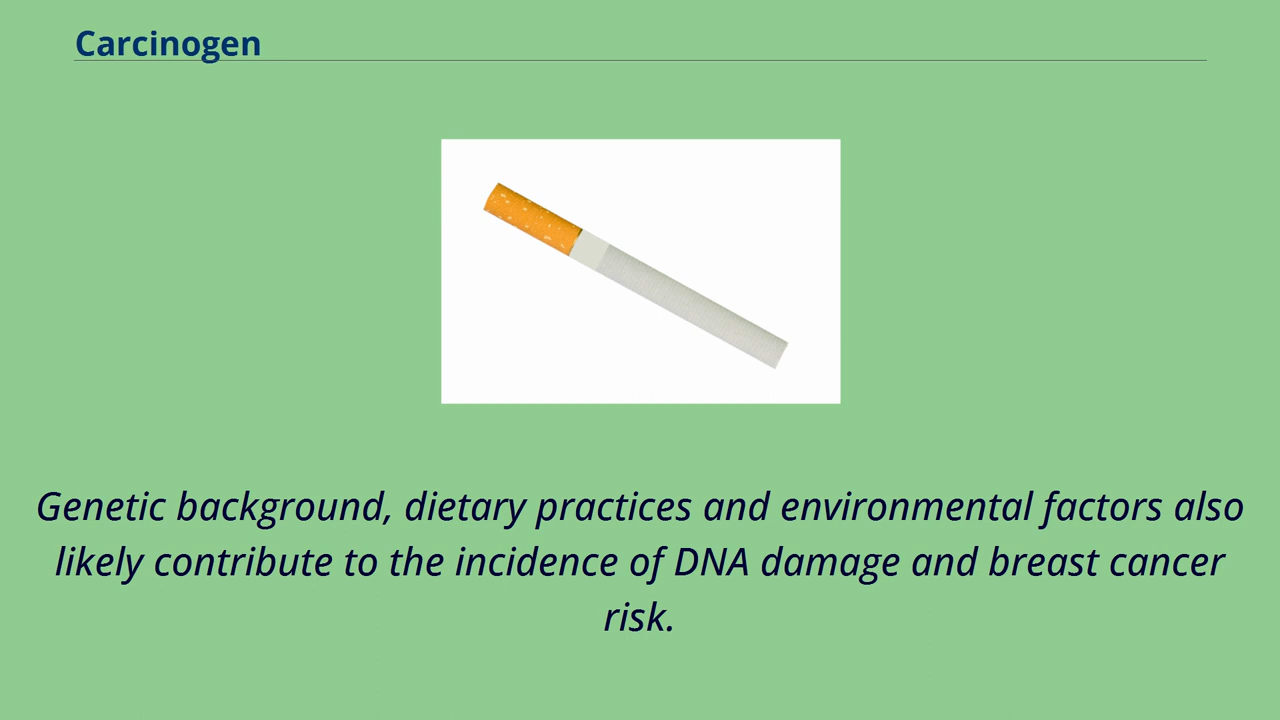 Carcinogen
Genetic background, dietary practices and environmental factors also
likely contribute to the incidence of DNA damage and breast cancer
risk.